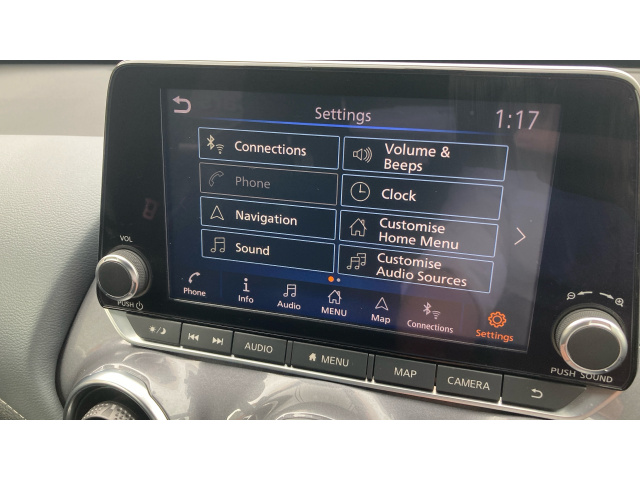 Settings
1:17
Connections
Volume &
Beeps
Phone
Clock
Navigation
Customise
Home Menu
Sound
Customise
Audio Sources
Phone
Info
Audio
MENU
Map
Connections
Settings
VOL
PUSH
AUDIO
MENU
MAP
CAMERA
PUSH SOUND